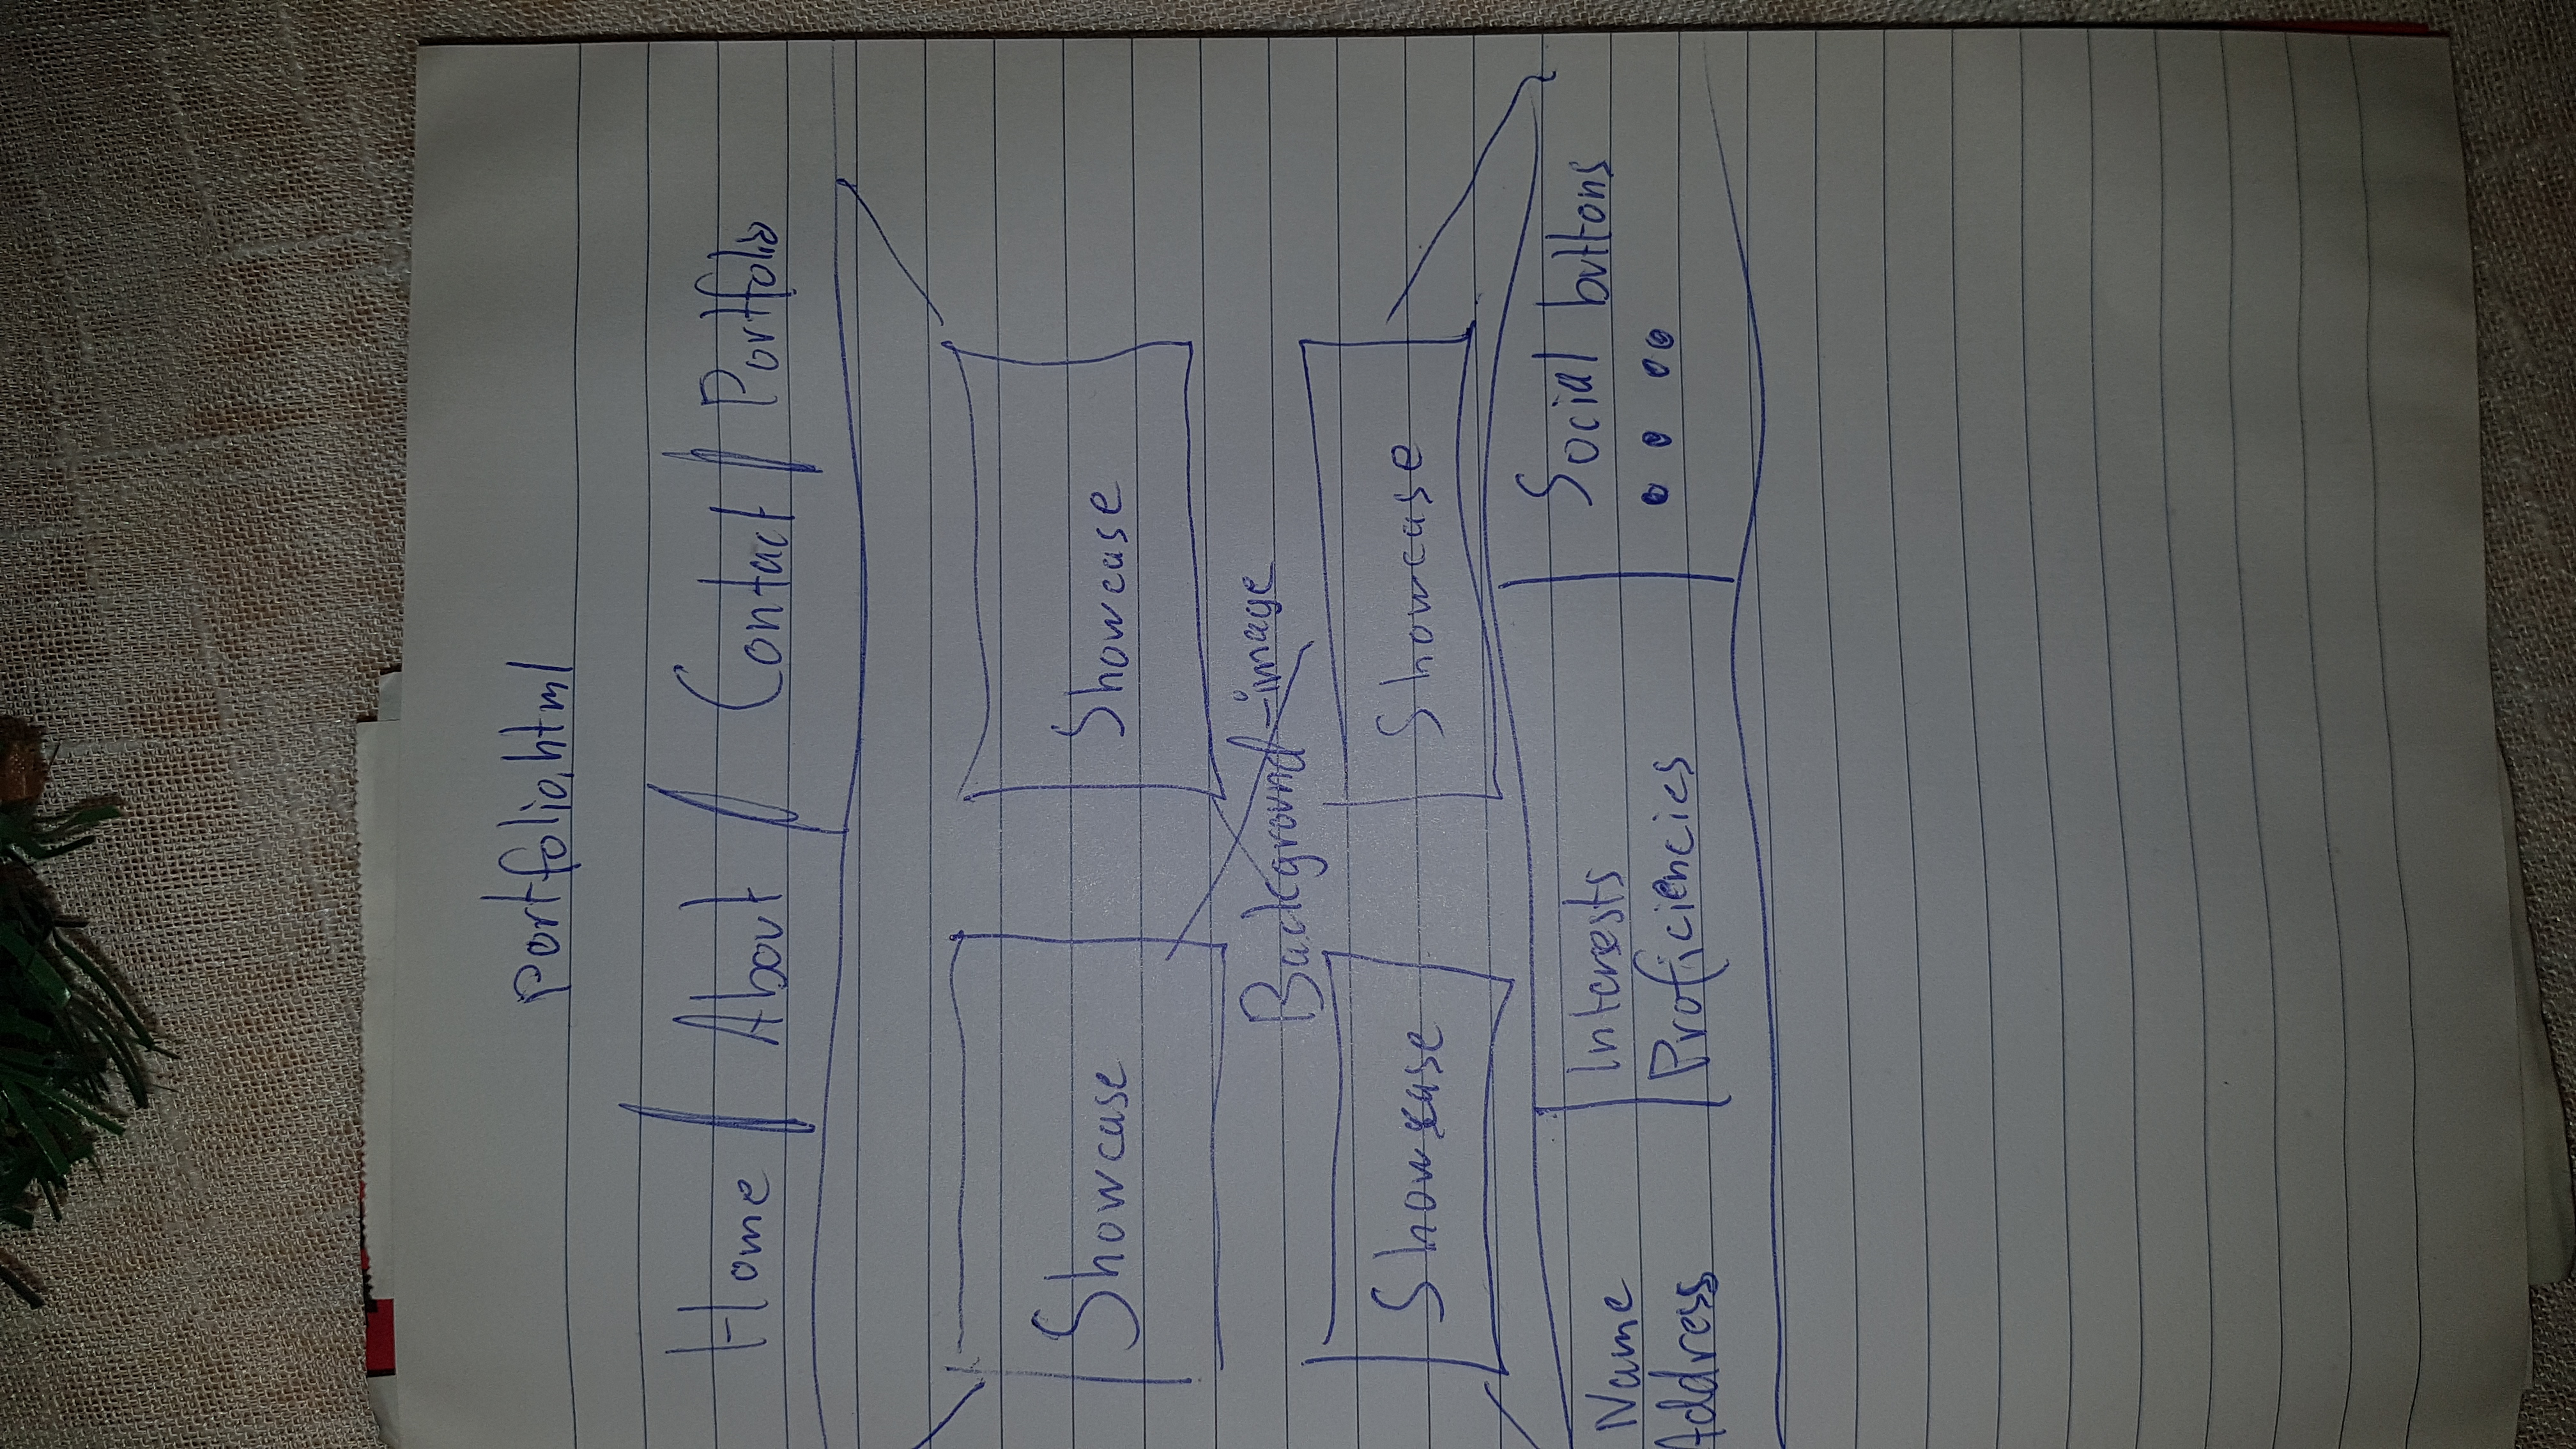 portfolio.html
Home / About / Contact / Portfolio
Showcase Showcase
Background-image
Showcase Showcase
Name Interests Social buttons
Address Proficiencies